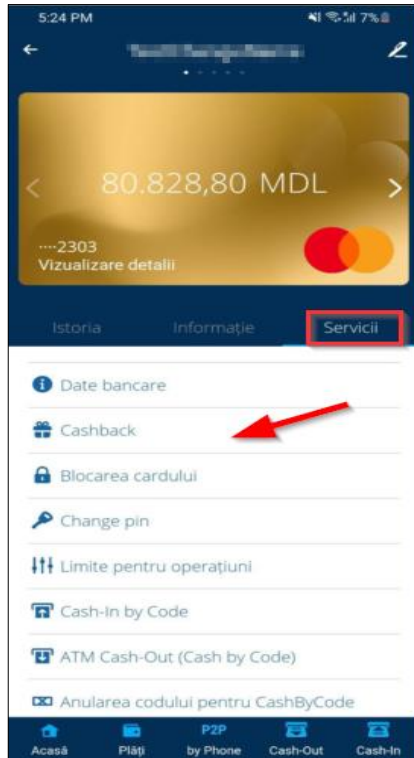 5:24 PM 7%
80.828,80 MDL
····2303
Vizualizare detalii
Istoria Informație Servicii
Date bancare
Cashback
Blocarea cardului
Change pin
Limite pentru operațiuni
Cash-In by Code
ATM Cash-Out (Cash by Code)
Anularea codului pentru CashByCode
P2P
Acasă Plăți by Phone Cash-Out Cash-In